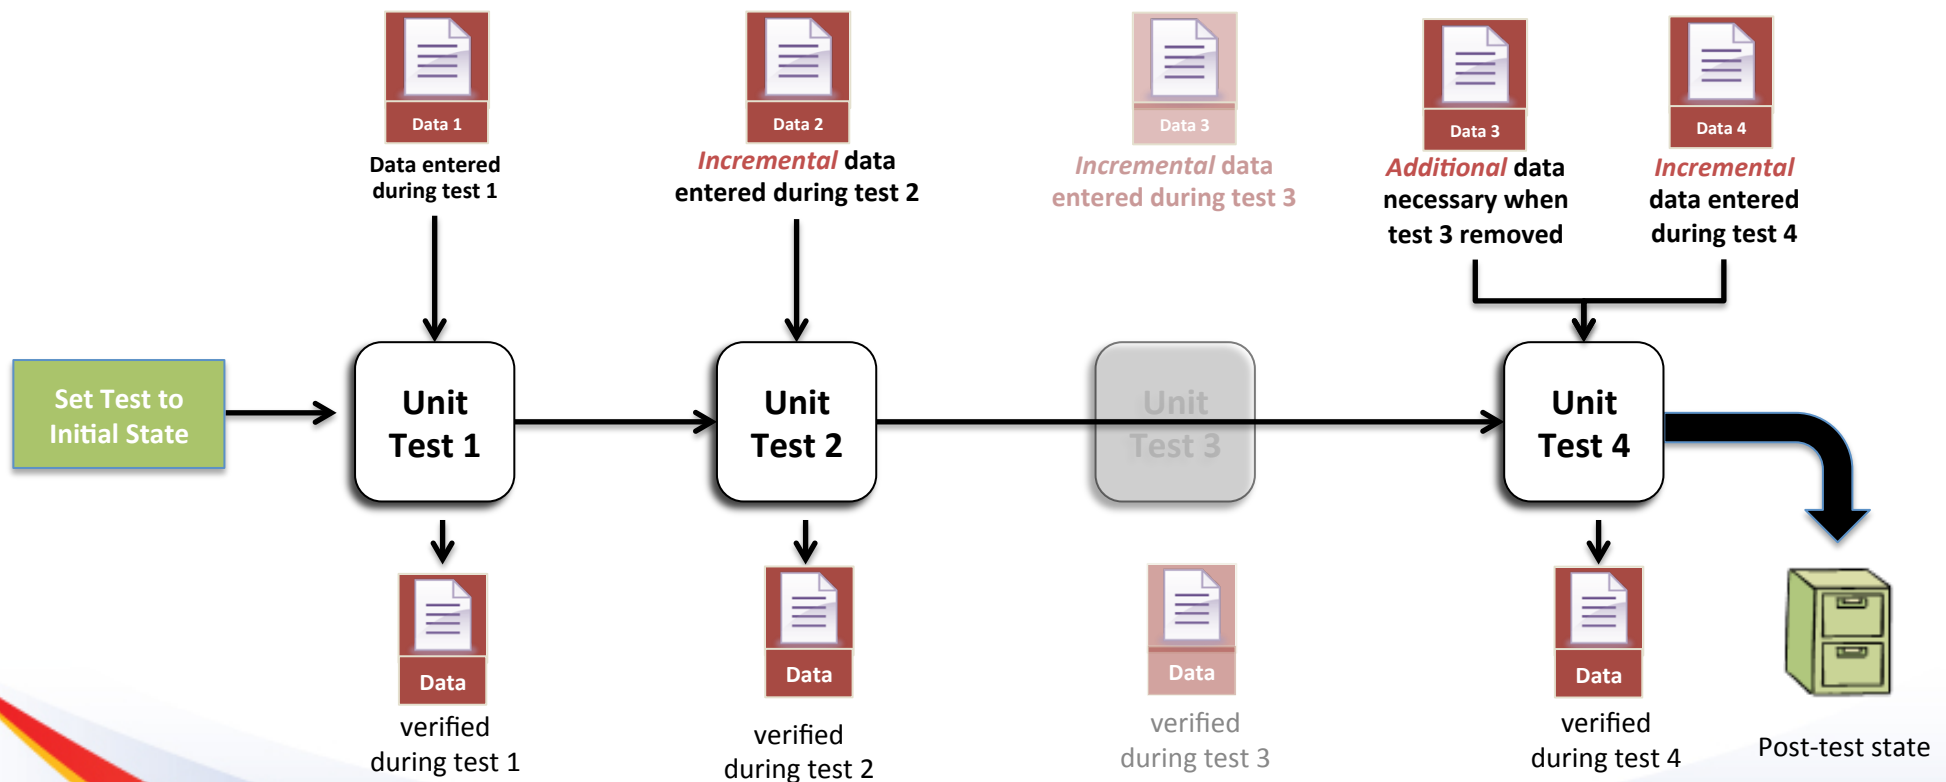 Data 1
Data entered
during test 1
Data 2
Incremental data
entered during test 2
Data 3
Incremental data
entered during test 3
Data 3
Additional data
necessary when
test 3 removed
Data 4
Incremental
data entered
during test 4
Set Test to
Initial State
Unit
Test 1
Unit
Test 2
Unit
Test 3
Unit
Test 4
Data
verified
during test 1
Data
verified
during test 2
Data
verified
during test 3
Data
verified
during test 4
Post-test state